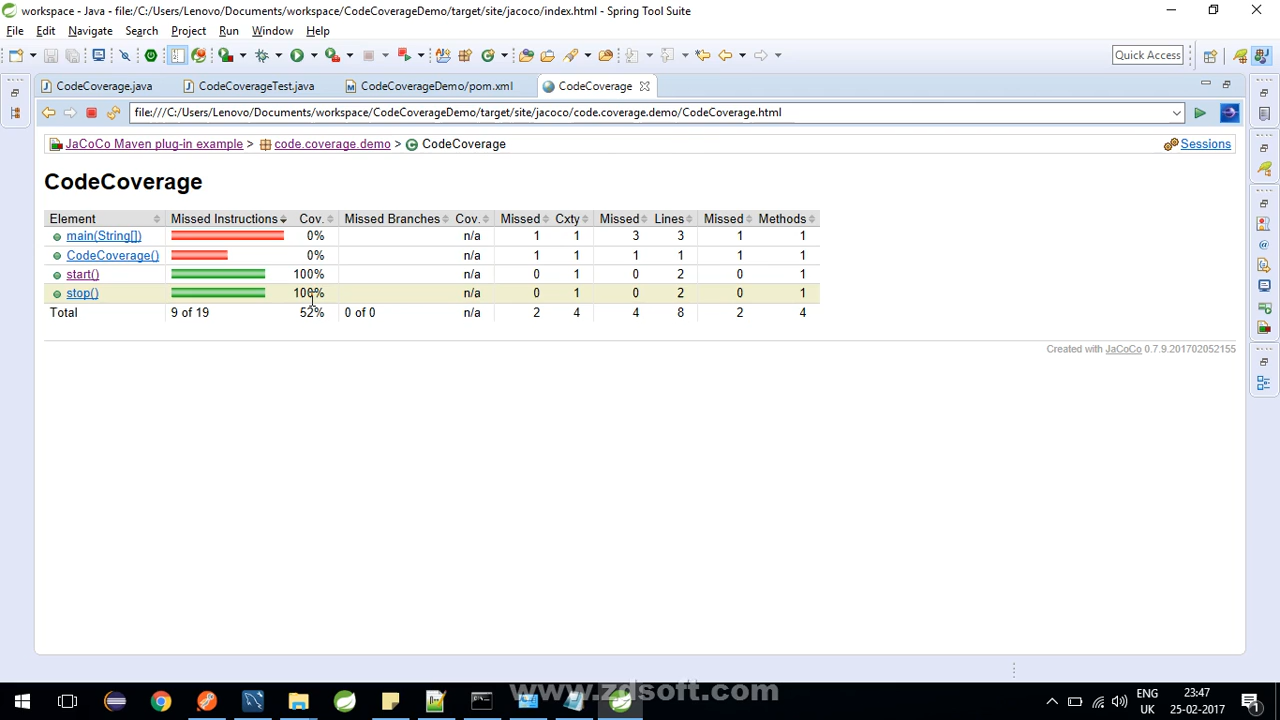 workspace - Java - file:/C:/Users/Lenovo/Documents/workspace/CodeCoverageDemo/target/site/jacoco/index.html - Spring Tool Suite
File Edit Navigate Search Project Run Window Help
Quick Access
CodeCoverage.java CodeCoverageTest.java CodeCoverageDemo/pom.xml CodeCoverage
file:///C:/Users/Lenovo/Documents/workspace/CodeCoverageDemo/target/site/jacoco/code.coverage.demo/CodeCoverage.html
JaCoCo Maven plug-in example > code.coverage.demo > CodeCoverage Sessions
CodeCoverage
Element Missed Instructions Cov. Missed Branches Cov. Missed Cxty Missed Lines Missed Methods
main(String[]) 0% n/a 1 1 3 3 1 1
CodeCoverage() 0% n/a 1 1 1 1 1 1
start() 100% n/a 0 1 0 2 0 1
stop() 100% n/a 0 1 0 2 0 1
Total 9 of 19 52% 0 of 0 n/a 2 4 4 8 2 4
Created with JaCoCo 0.7.9.201702052155
www.zdsoft.com
ENG 23:47
UK 25-02-2017
1